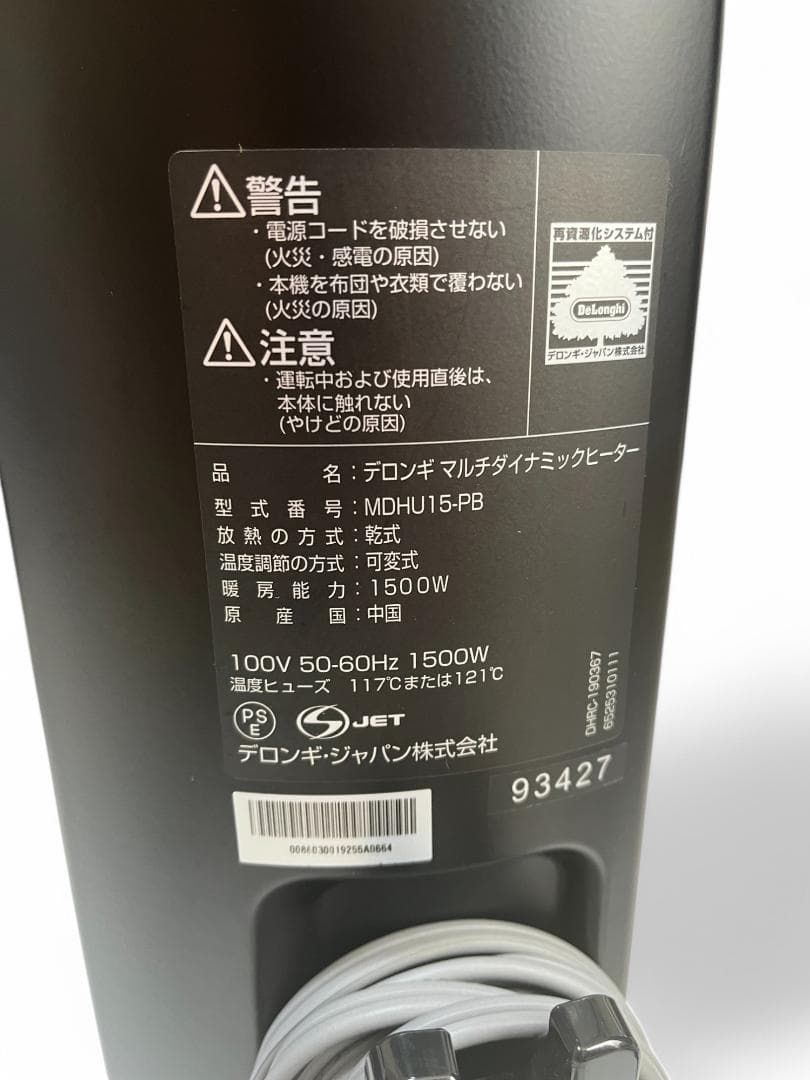 警告
・電源コードを破損させない
(火災・感電の原因)
・本機を布団や衣類で覆わない
(火災の原因)
注意
・運転中および使用直後は、
本体に触れない
(やけどの原因)
再資源化システム付
DeLonghi
デロンギ・ジャパン株式会社
品名：デロンギ マルチダイナミックヒーター
型式番号：MDHU15-PB
放熱の方式：乾式
温度調節の方式：可変式
暖房能力：1500W
原産国：中国
100V 50-60Hz 1500W
温度ヒューズ 117℃または121℃
PSE
JET
デロンギ・ジャパン株式会社
DHRC-190367
6525310111
93427
0086030019256A0664